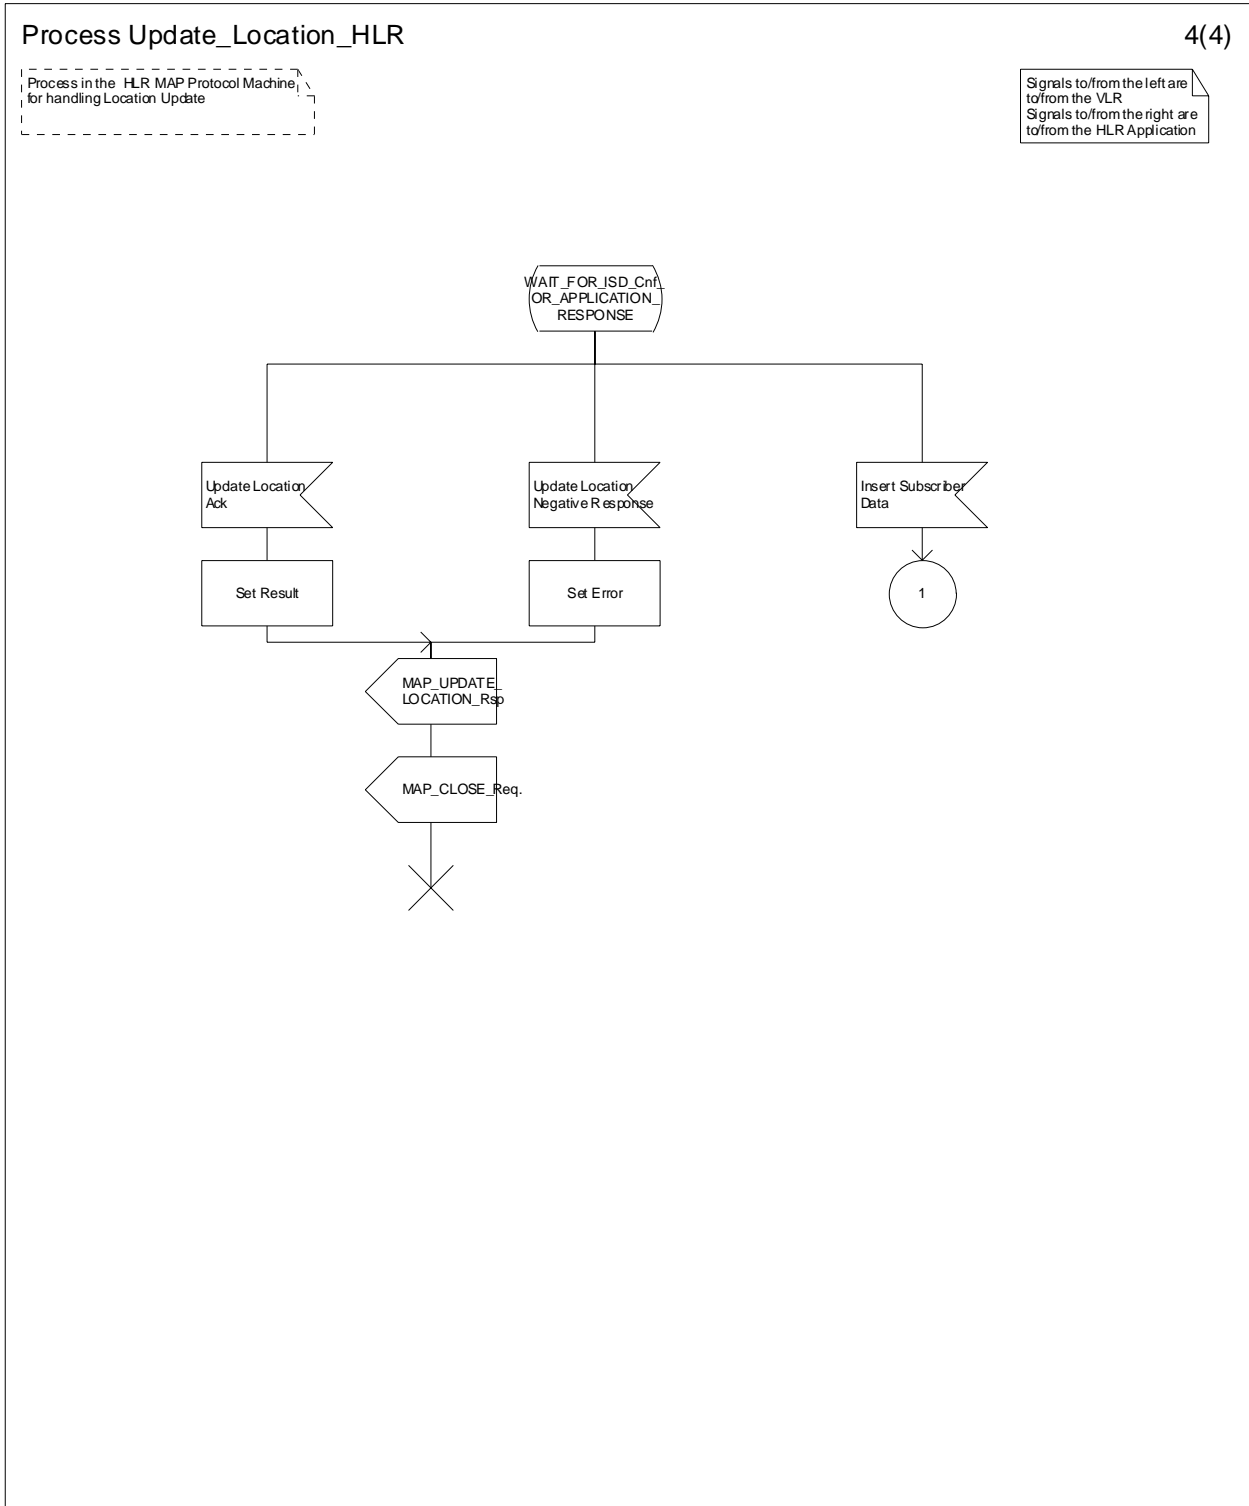 Process Update_Location_HLR
4(4)
Process in the HLR MAP Protocol Machine
for handling Location Update
Signals to/from the left are
to/from the VLR
Signals to/from the right are
to/from the HLR Application
WAIT_FOR_ISD_Cnf_
OR_APPLICATION_
RESPONSE
Update Location
Ack
Update Location
Negative Response
Insert Subscriber
Data
Set Result
Set Error
1
MAP_UPDATE_
LOCATION_Rsp
MAP_CLOSE_Req.